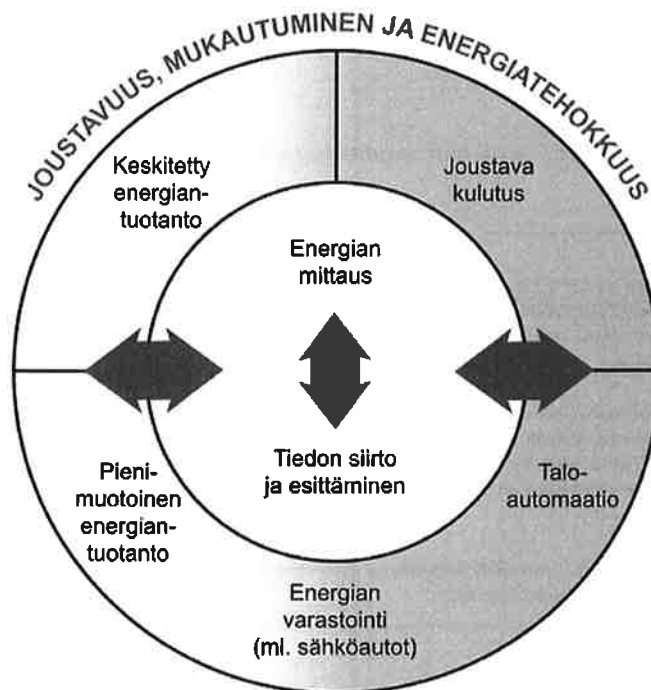 JOUSTAVUUS, MUKAUTUMINEN JA ENERGIATEHOKKUUS
Keskitetty
energian-
tuotanto
Joustava
kulutus
Energian
mittaus
Tiedon siirto
ja esittäminen
Pieni-
muotoinen
energian-
tuotanto
Talo-
automaatio
Energian
varastointi
(ml. sähköautot)